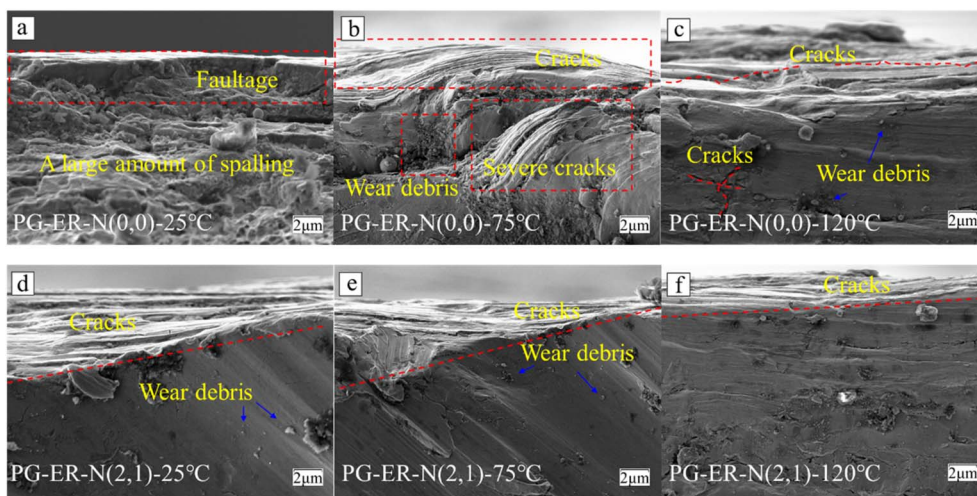 a
Faultage
A large amount of spalling
PG-ER-N(0,0)-25℃
2μm
b
Cracks
Severe cracks
Wear debris
PG-ER-N(0,0)-75℃
2μm
c
Cracks
Cracks
Wear debris
PG-ER-N(0,0)-120℃
2μm
d
Cracks
Wear debris
PG-ER-N(2,1)-25℃
2μm
e
Cracks
Wear debris
PG-ER-N(2,1)-75℃
2μm
f
Cracks
PG-ER-N(2,1)-120℃
2μm